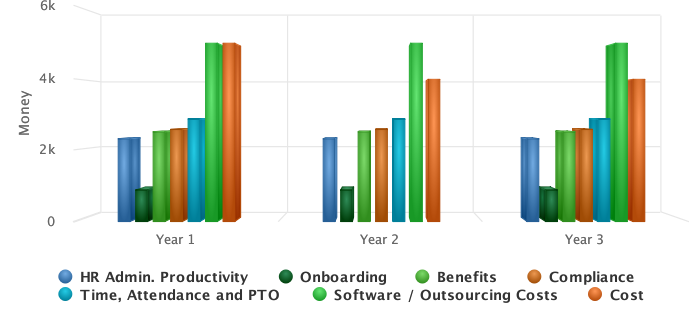 6k
4k
2k
0
Money
Year 1
Year 2
Year 3
HR Admin. Productivity
Onboarding
Benefits
Compliance
Time, Attendance and PTO
Software / Outsourcing Costs
Cost